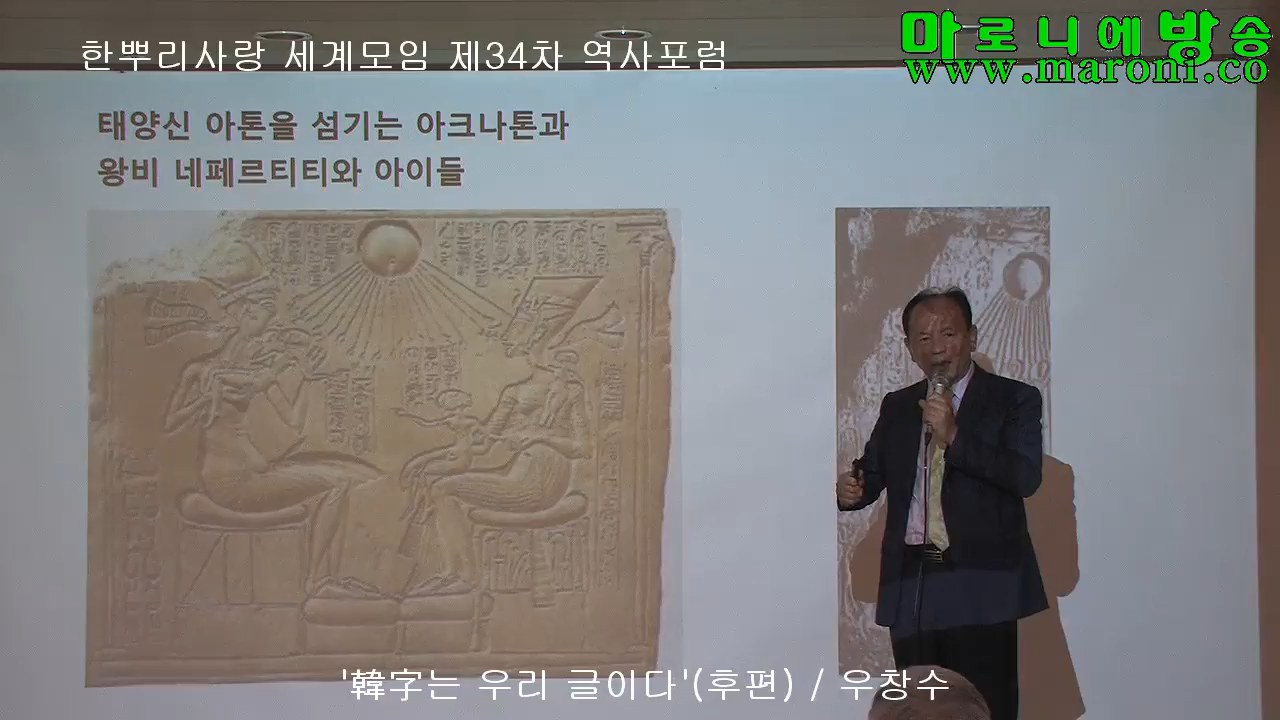 한뿌리사랑 세계모임 제34차 역사포럼
마로니에방송
www.maroni.co
태양신 아톤을 섬기는 아크나톤과
왕비 네페르티티와 아이들
'韓字는 우리 글이다'(후편) / 우창수